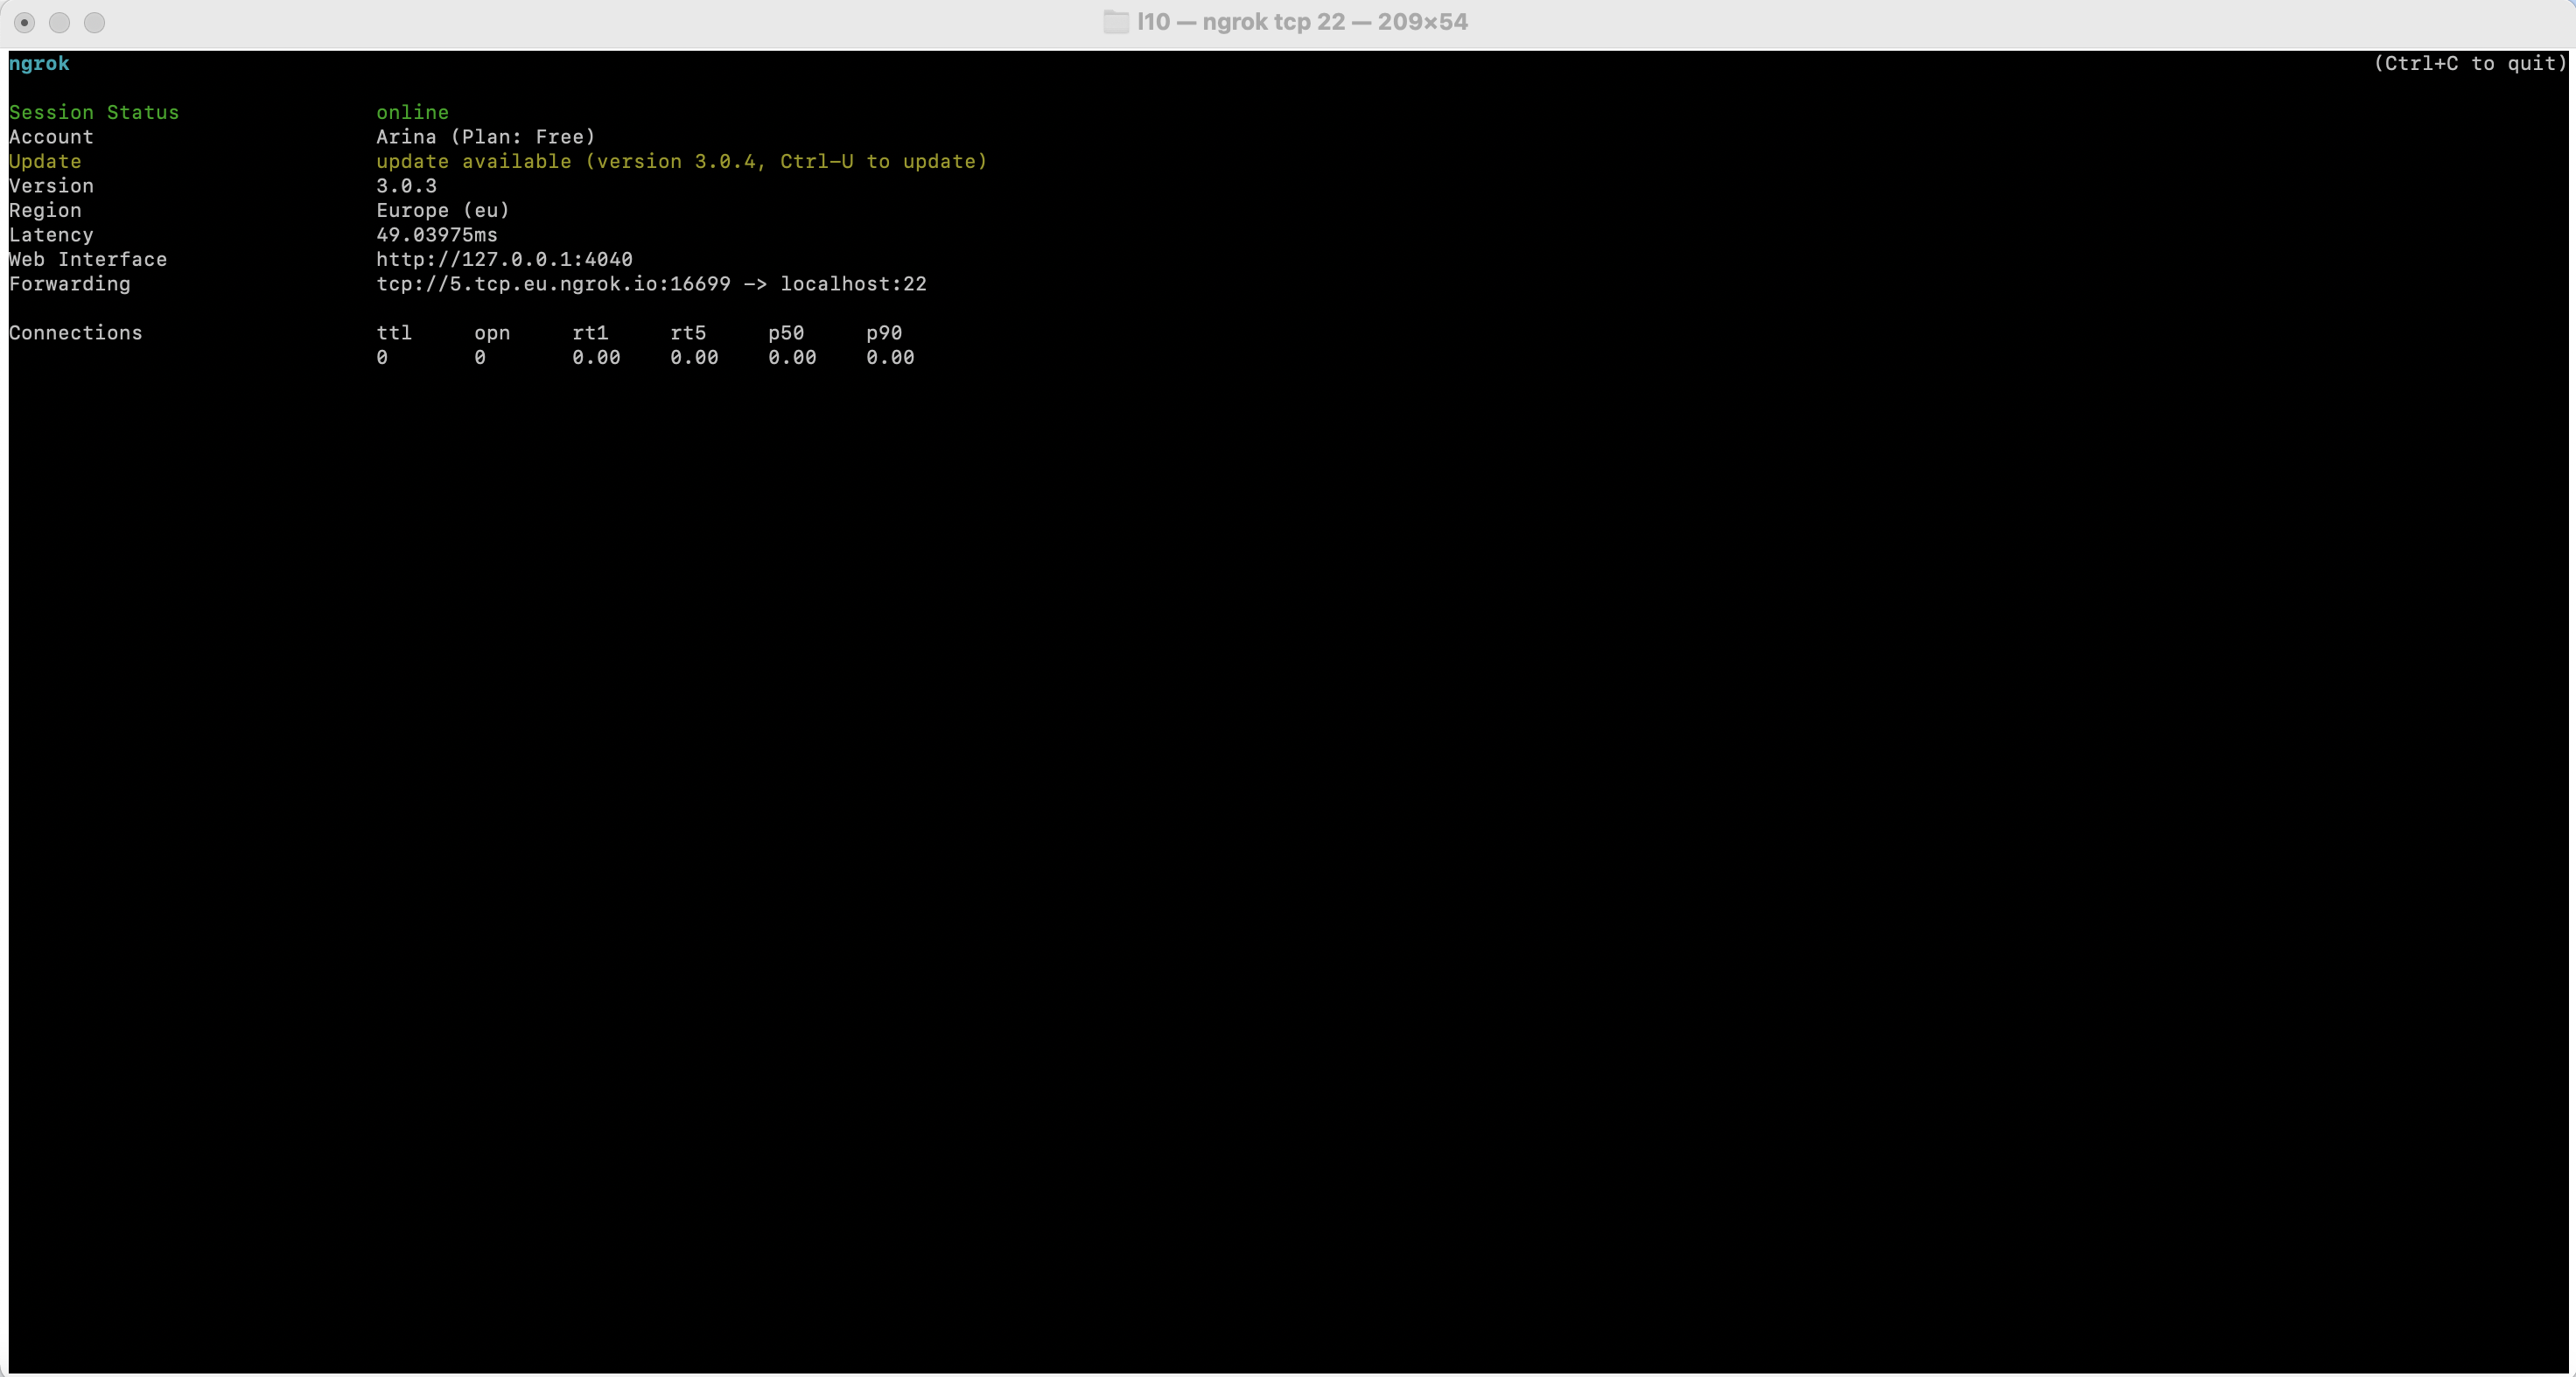 l10 — ngrok tcp 22 — 209×54
ngrok (Ctrl+C to quit)
Session Status online
Account Arina (Plan: Free)
Update update available (version 3.0.4, Ctrl-U to update)
Version 3.0.3
Region Europe (eu)
Latency 49.03975ms
Web Interface http://127.0.0.1:4040
Forwarding tcp://5.tcp.eu.ngrok.io:16699 -> localhost:22
Connections ttl opn rt1 rt5 p50 p90
0 0 0.00 0.00 0.00 0.00